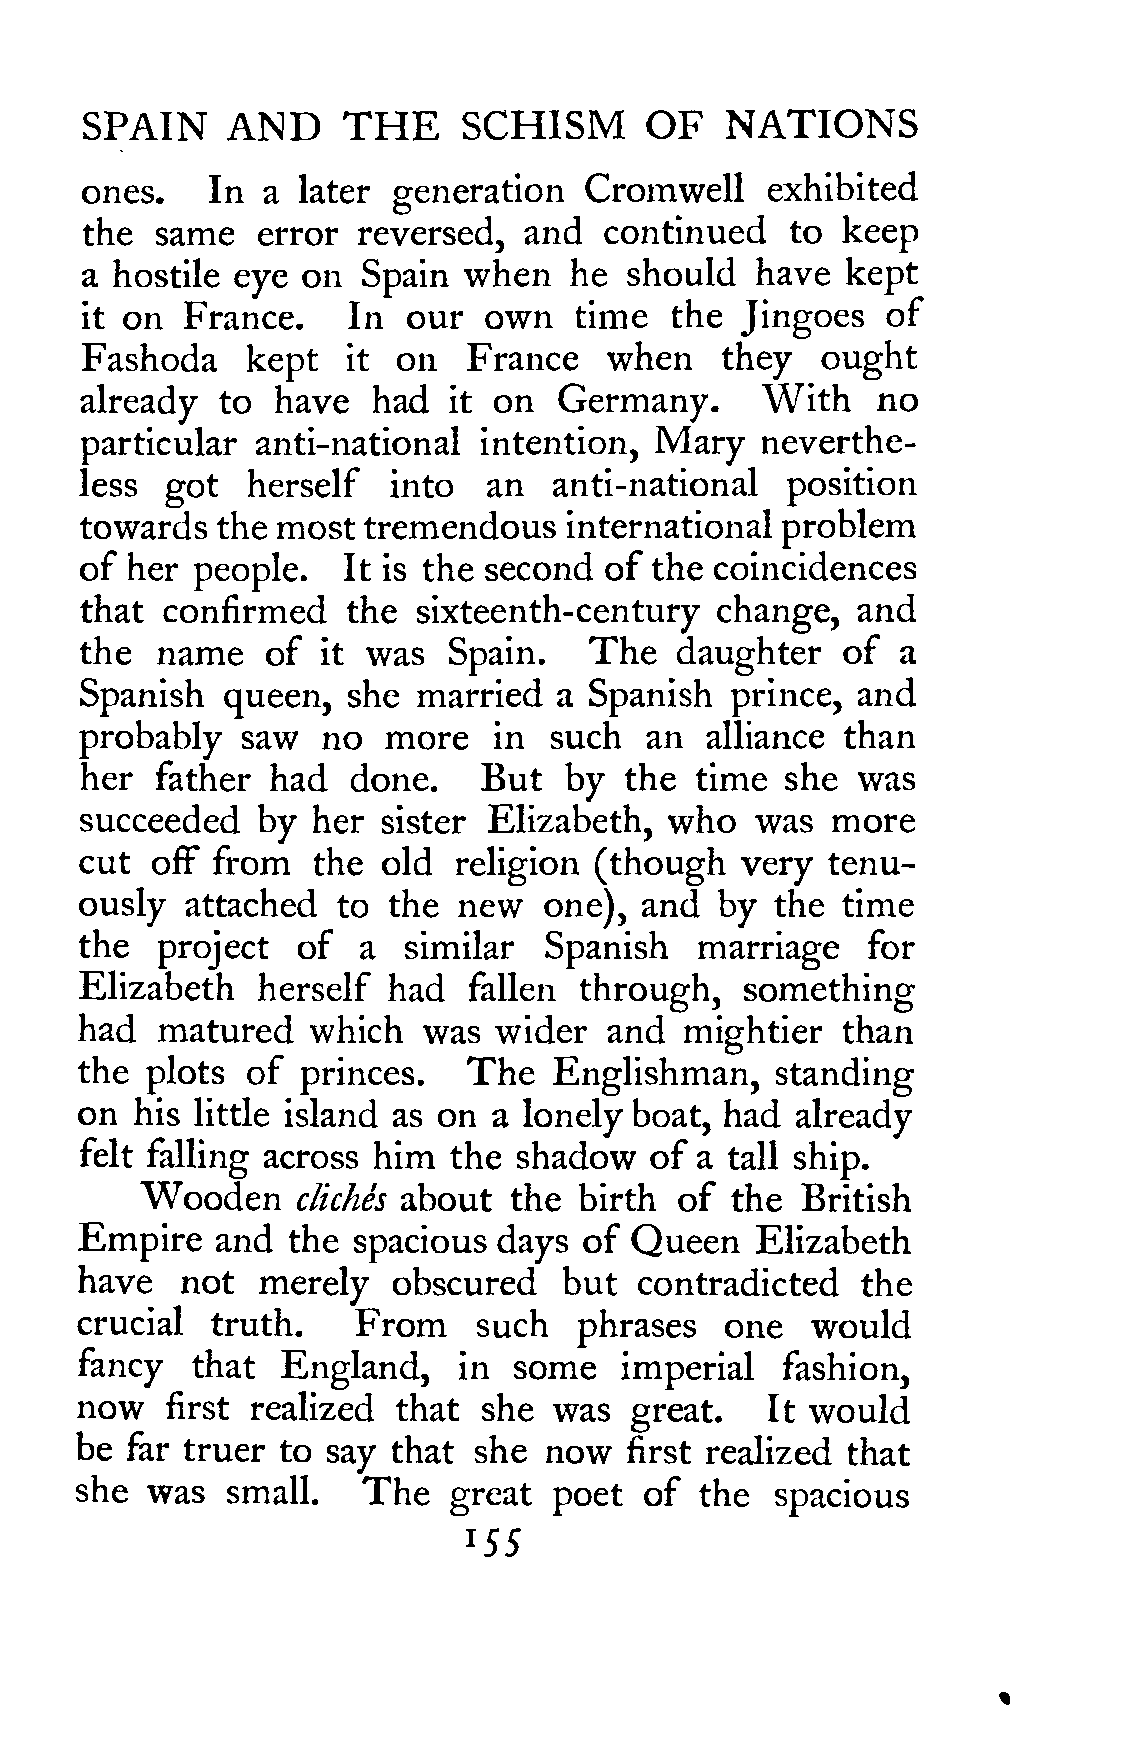 SPAIN AND THE SCHISM OF NATIONS
ones. In a later generation Cromwell exhibited
the same error reversed, and continued to keep
a hostile eye on Spain when he should have kept
it on France. In our own time the Jingoes of
Fashoda kept it on France when they ought
already to have had it on Germany. With no
particular anti-national intention, Mary neverthe-
less got herself into an anti-national position
towards the most tremendous international problem
of her people. It is the second of the coincidences
that confirmed the sixteenth-century change, and
the name of it was Spain. The daughter of a
Spanish queen, she married a Spanish prince, and
probably saw no more in such an alliance than
her father had done. But by the time she was
succeeded by her sister Elizabeth, who was more
cut off from the old religion (though very tenu-
ously attached to the new one), and by the time
the project of a similar Spanish marriage for
Elizabeth herself had fallen through, something
had matured which was wider and mightier than
the plots of princes. The Englishman, standing
on his little island as on a lonely boat, had already
felt falling across him the shadow of a tall ship.
Wooden clichés about the birth of the British
Empire and the spacious days of Queen Elizabeth
have not merely obscured but contradicted the
crucial truth. From such phrases one would
fancy that England, in some imperial fashion,
now first realized that she was great. It would
be far truer to say that she now first realized that
she was small. The great poet of the spacious
155